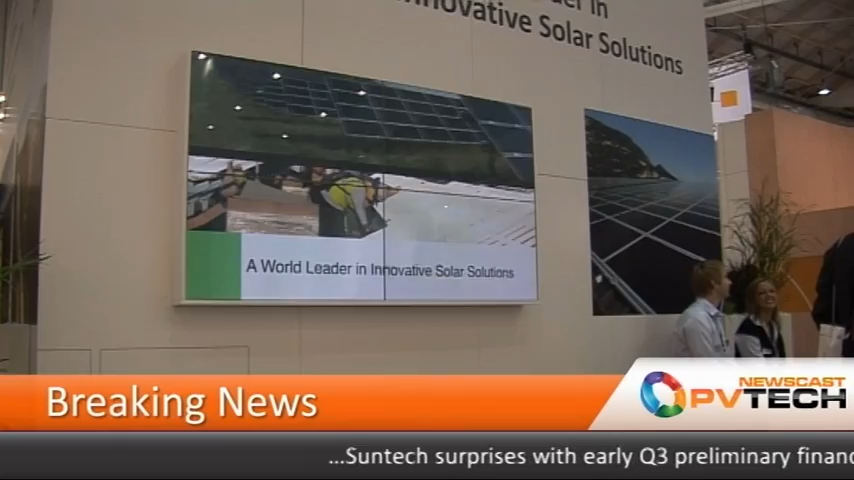 in
Innovative Solar Solutions
A World Leader in Innovative Solar Solutions
Breaking News
NEWSCAST
PVTECH
...Suntech surprises with early Q3 preliminary financ